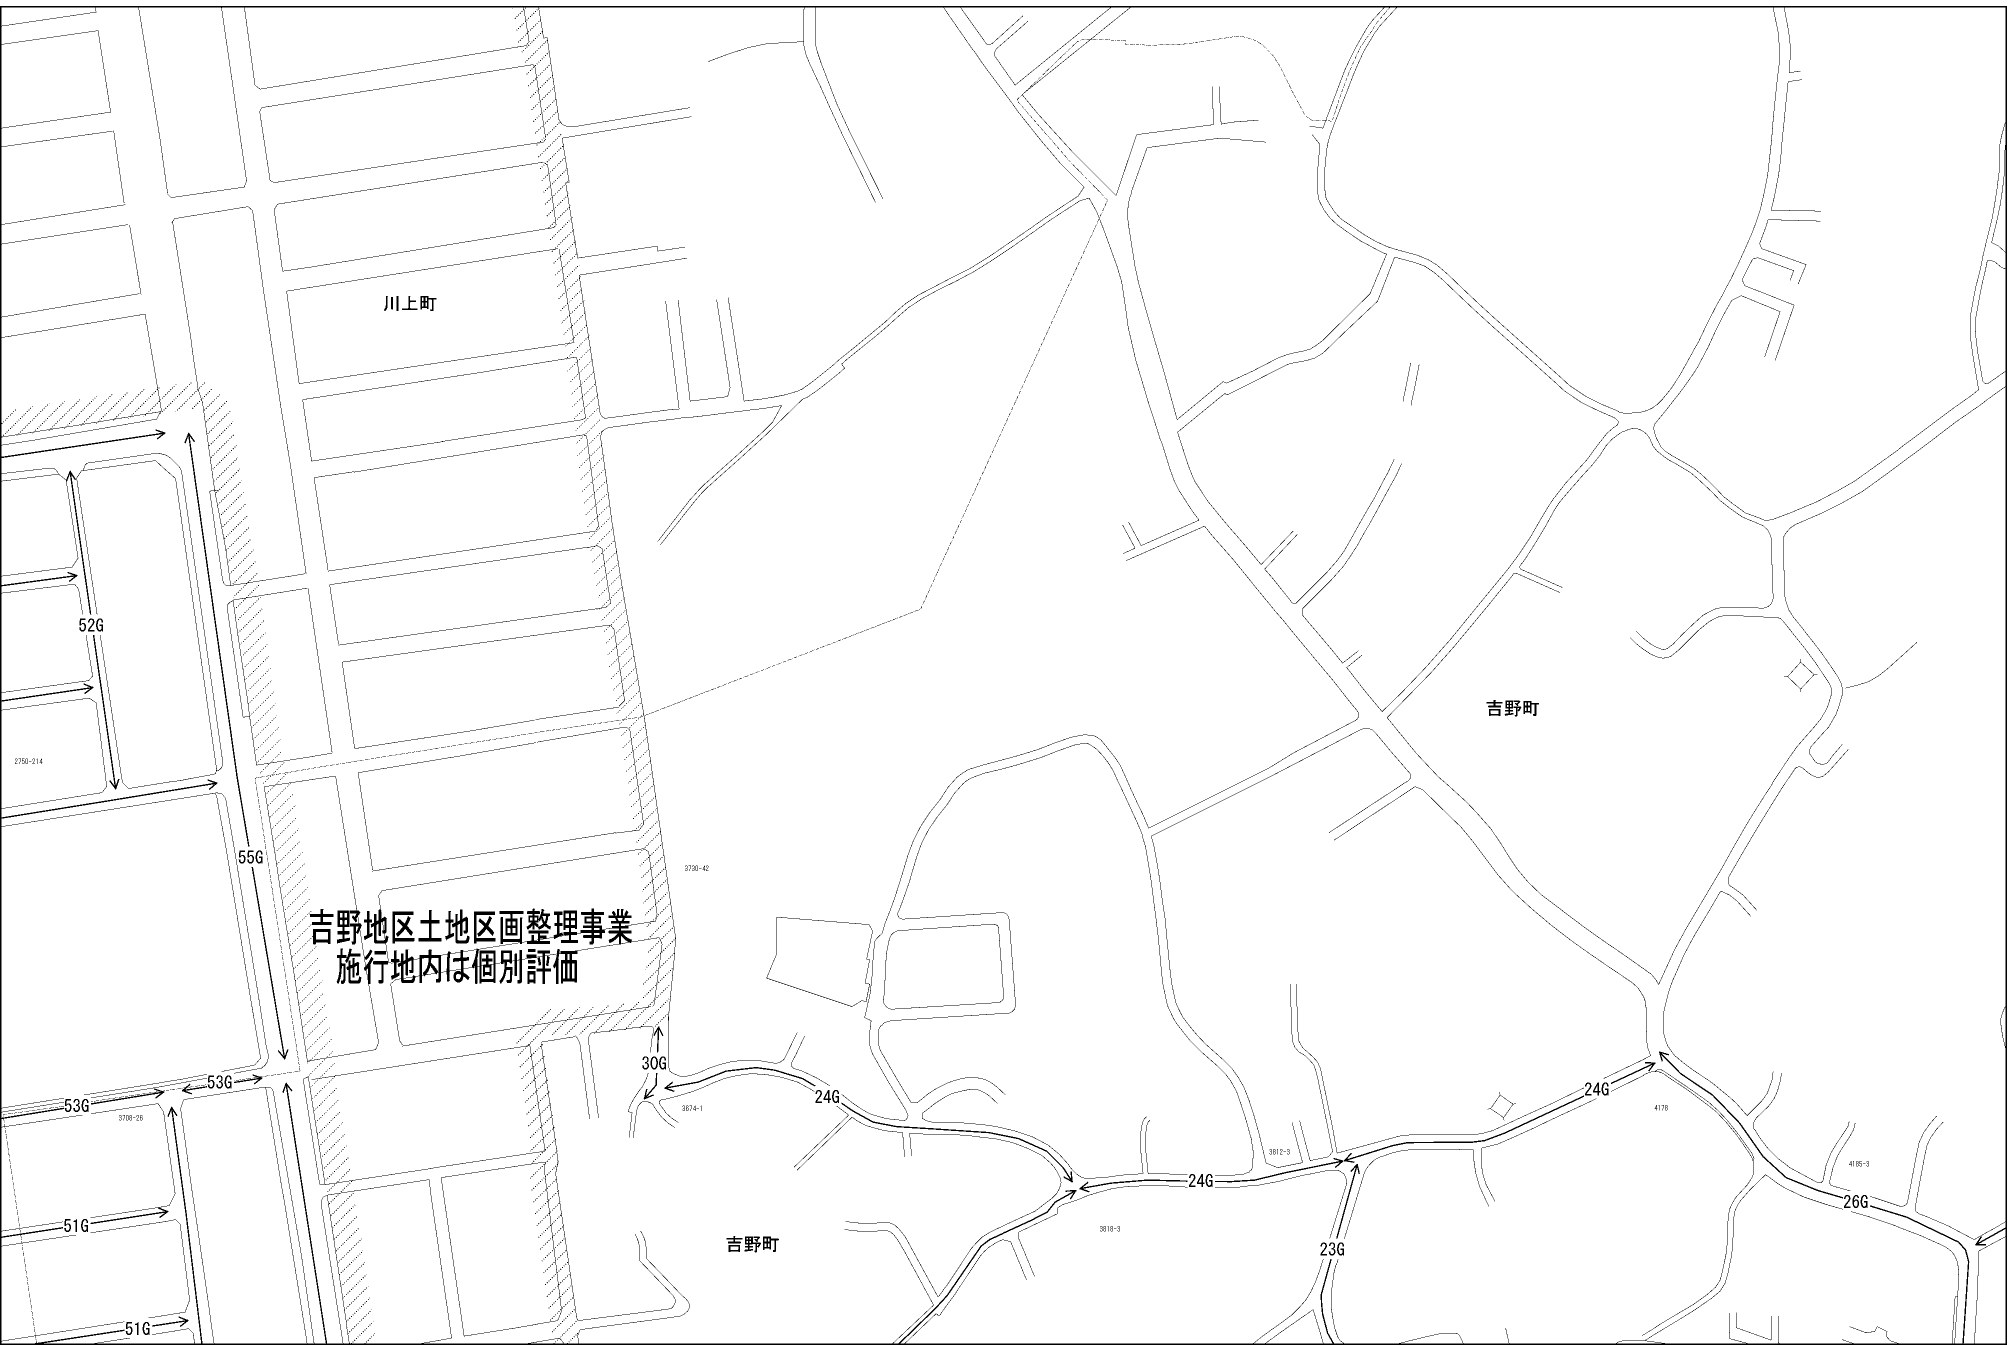 川上町
52G
吉野町
2750-214
55G
3730-42
吉野地区土地区画整理事業
施行地内は個別評価
30G
53G
24G
24G
53G
3674-1
4178
3708-26
3812-3
4185-3
24G
26G
51G
3818-3
吉野町
23G
51G